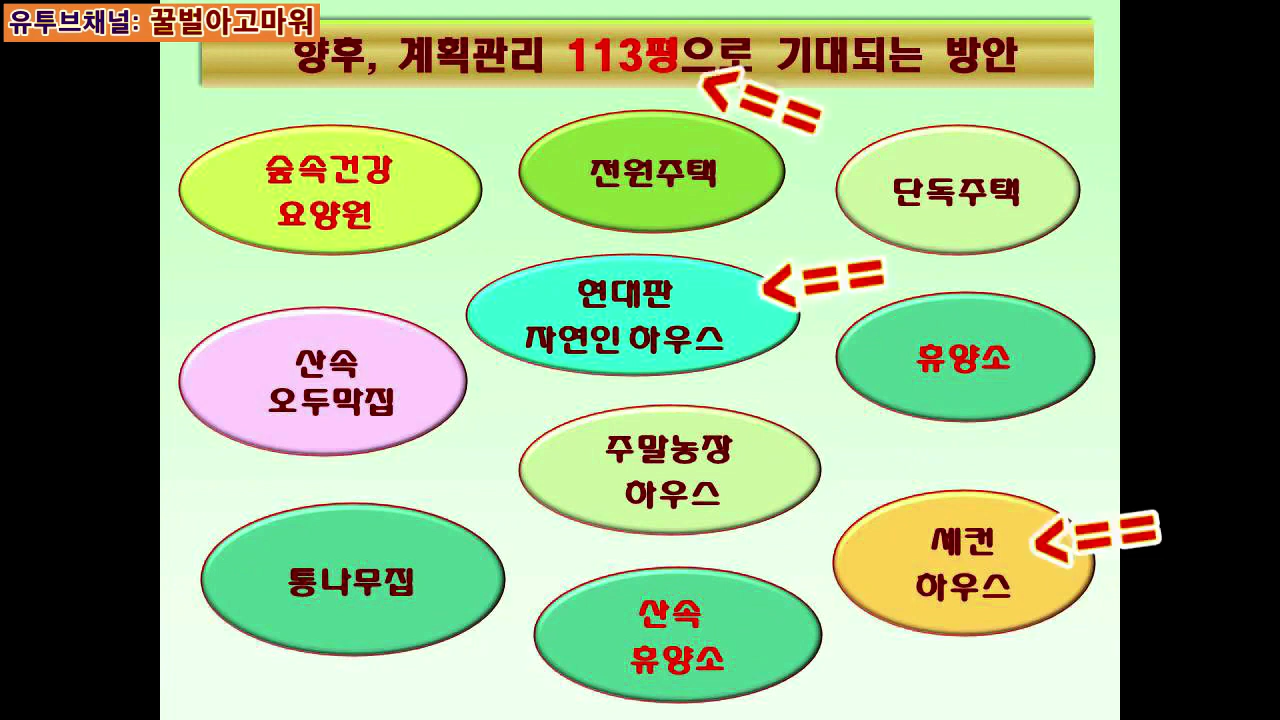 유투브채널: 꿀벌아고마워
향후, 계획관리 113평으로 기대되는 방안
<==
숲속건강
요양원
전원주택
단독주택
현대판
자연인 하우스
<==
산속
오두막집
휴양소
주말농장
하우스
세컨
하우스
<==
통나무집
산속
휴양소